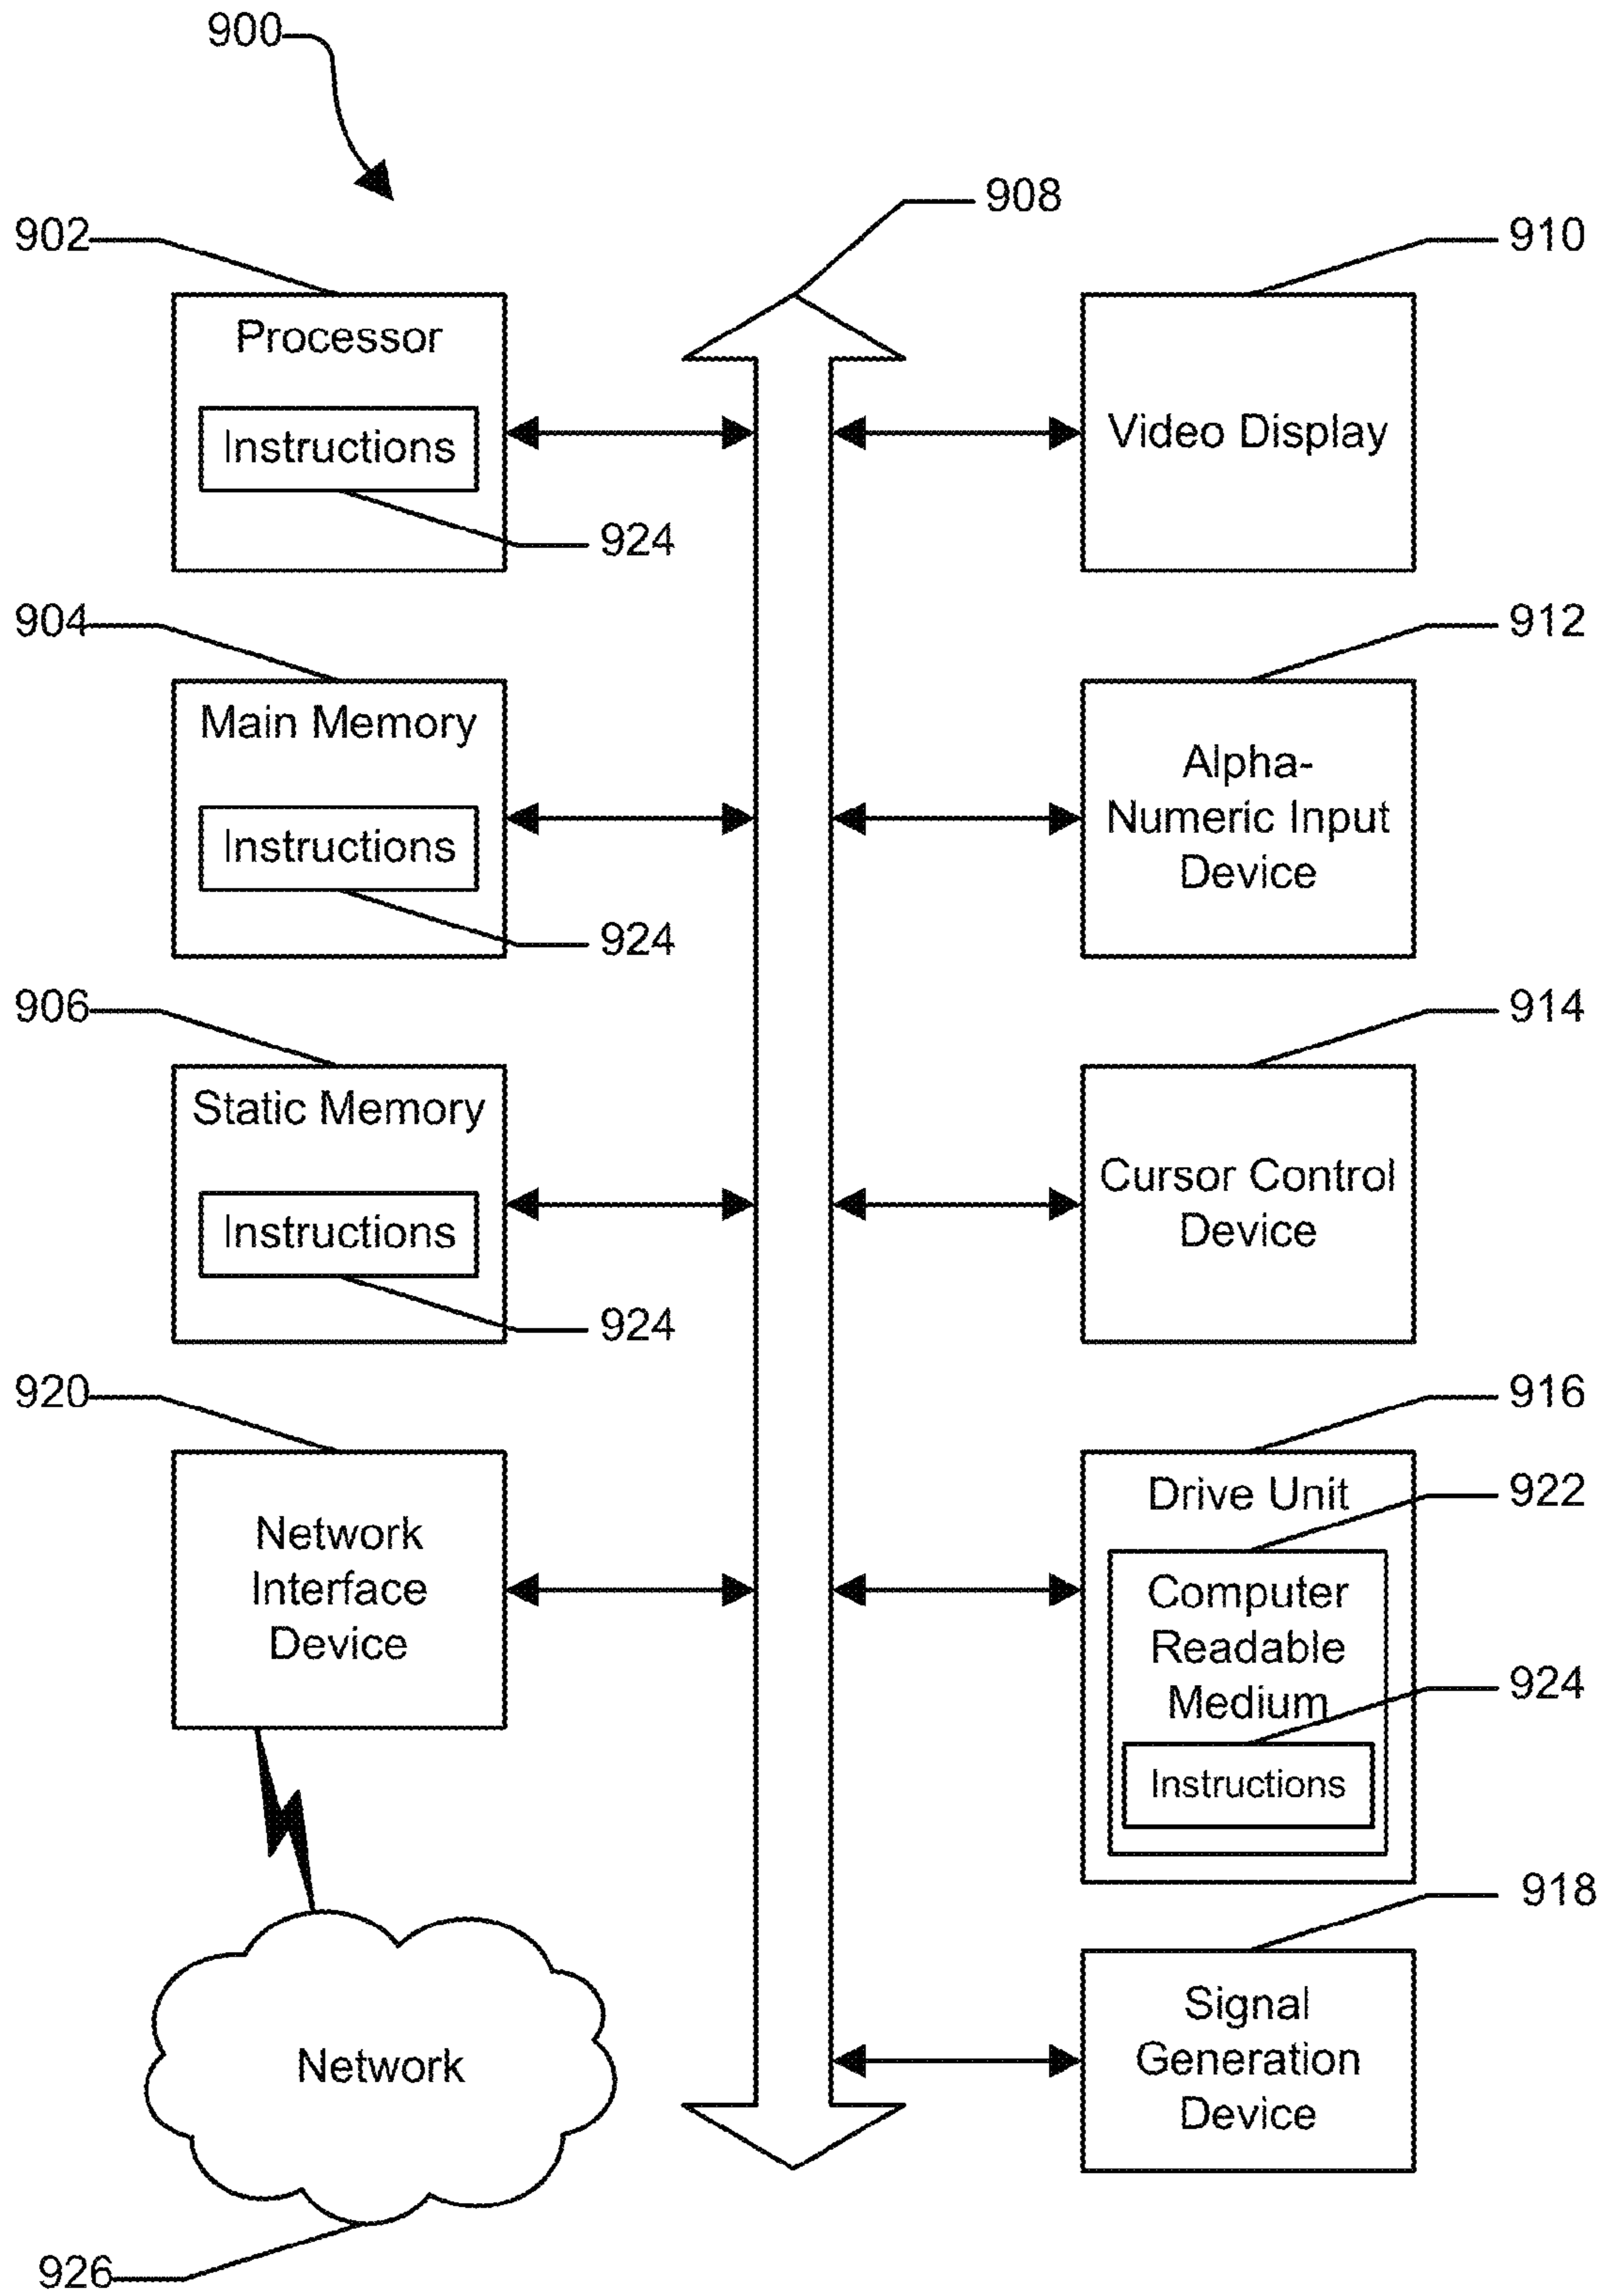 900
908
902
910
Processor
Instructions
924
Video Display
904
912
Main Memory
Instructions
924
Alpha-
Numeric Input
Device
906
914
Static Memory
Instructions
924
Cursor Control
Device
920
916
Network
Interface
Device
Drive Unit
922
Computer
Readable
Medium
924
Instructions
918
Signal
Generation
Device
Network
926